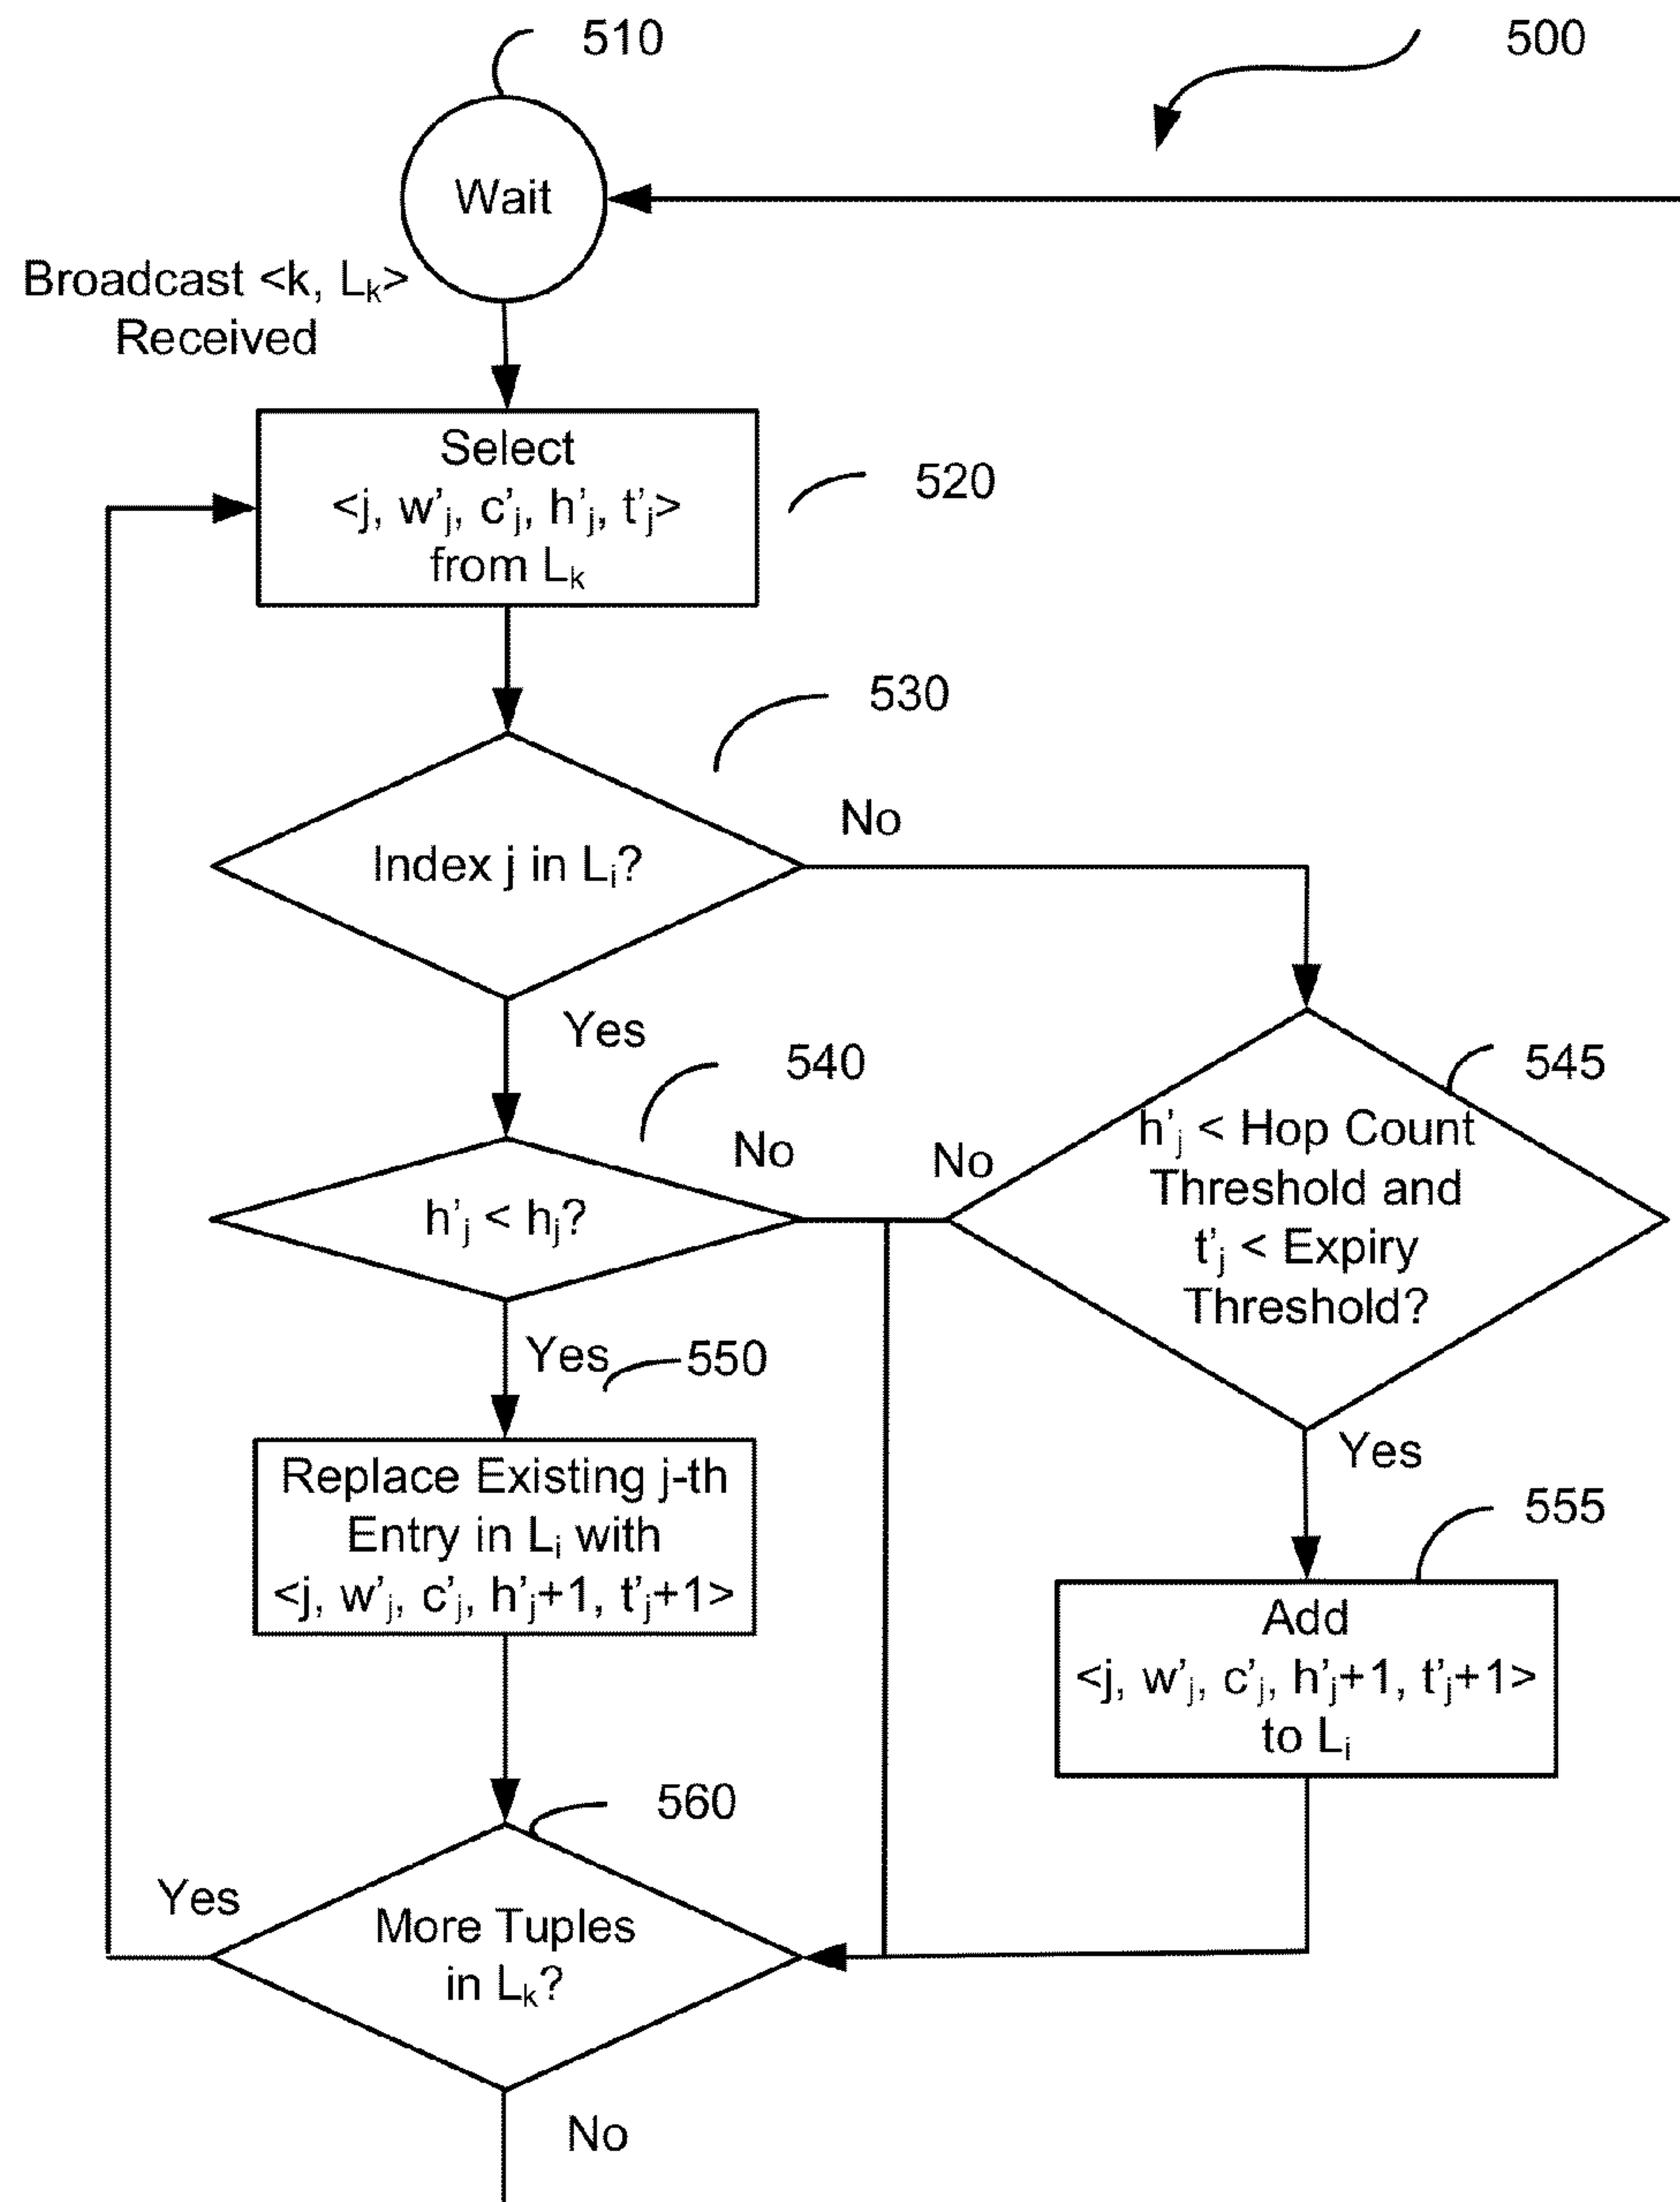 510
500
Wait
Broadcast <k, Lk>
Received
Select
<j, w'j, c'j, h'j, t'j>
from Lk
520
530
No
Index j in Li?
Yes
540
545
No
No
h'j < hj?
h'j < Hop Count
Threshold and
t'j < Expiry
Threshold?
Yes
550
Yes
Replace Existing j-th
Entry in Li with
<j, w'j, c'j, h'j+1, t'j+1>
555
Add
<j, w'j, c'j, h'j+1, t'j+1>
to Li
560
Yes
More Tuples
in Lk?
No